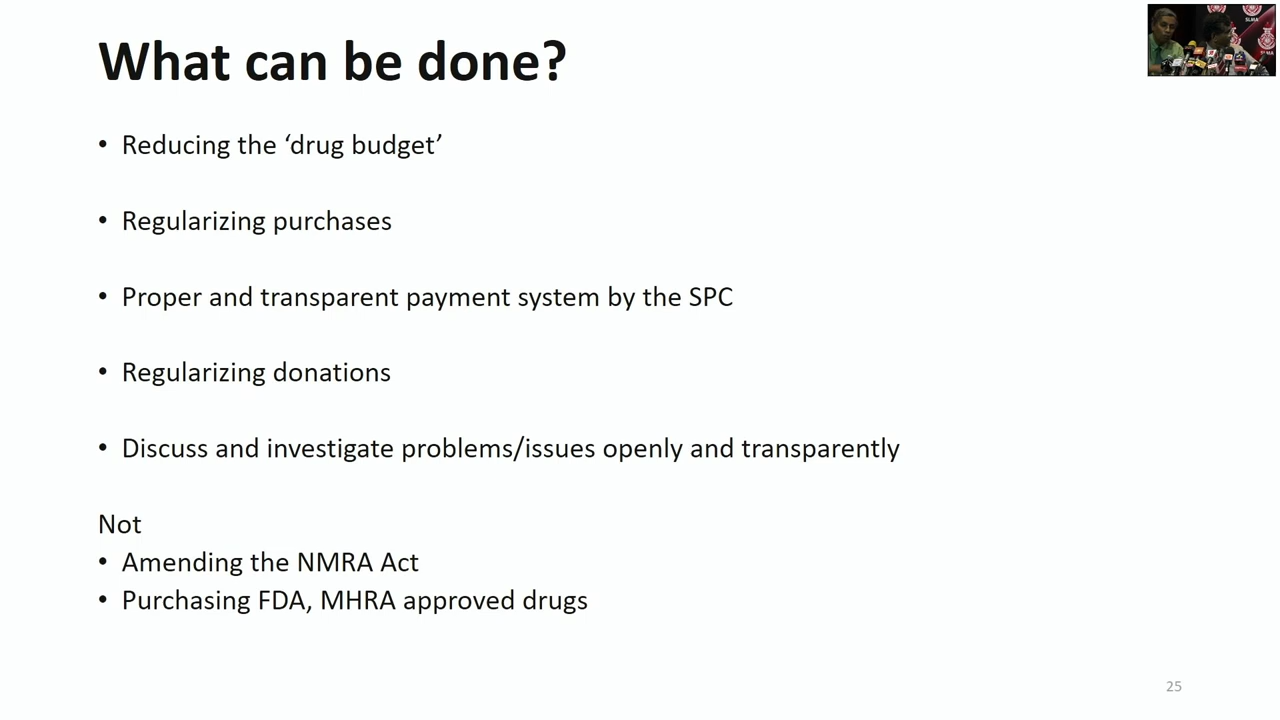 What can be done?
• Reducing the ‘drug budget’
• Regularizing purchases
• Proper and transparent payment system by the SPC
• Regularizing donations
• Discuss and investigate problems/issues openly and transparently
Not
• Amending the NMRA Act
• Purchasing FDA, MHRA approved drugs
25
SLMA